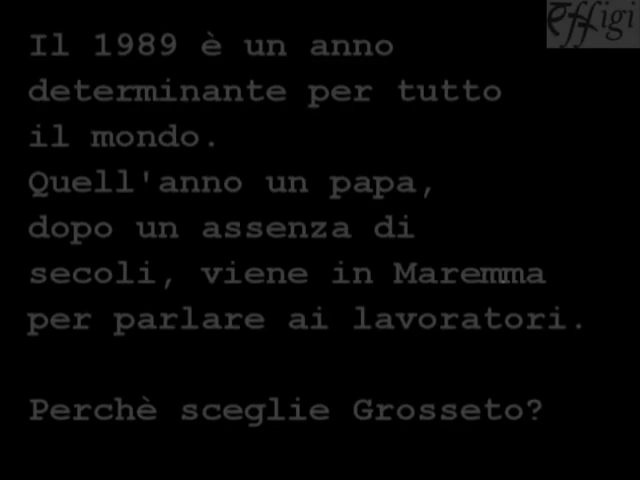 effigi
Il 1989 è un anno
determinante per tutto
il mondo.
Quell'anno un papa,
dopo un assenza di
secoli, viene in Maremma
per parlare ai lavoratori.
Perchè sceglie Grosseto?